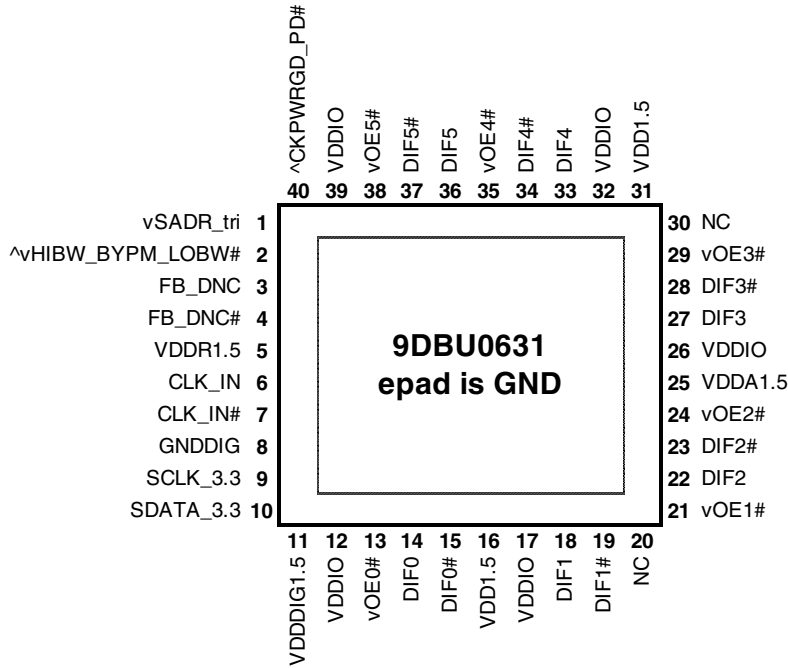 ^CKPWRGD_PD#
VDDIO
vOE5#
DIF5#
DIF5
vOE4#
DIF4#
DIF4
VDDIO
VDD1.5
40 39 38 37 36 35 34 33 32 31
vSADR_tri 1
^vHIBW_BYPM_LOBW# 2
FB_DNC 3
FB_DNC# 4
VDDR1.5 5
CLK_IN 6
CLK_IN# 7
GNDDIG 8
SCLK_3.3 9
SDATA_3.3 10
9DBU0631
epad is GND
30 NC
29 vOE3#
28 DIF3#
27 DIF3
26 VDDIO
25 VDDA1.5
24 vOE2#
23 DIF2#
22 DIF2
21 vOE1#
11 12 13 14 15 16 17 18 19 20
VDDDIG1.5
VDDIO
vOE0#
DIF0
DIF0#
VDD1.5
VDDIO
DIF1
DIF1#
NC